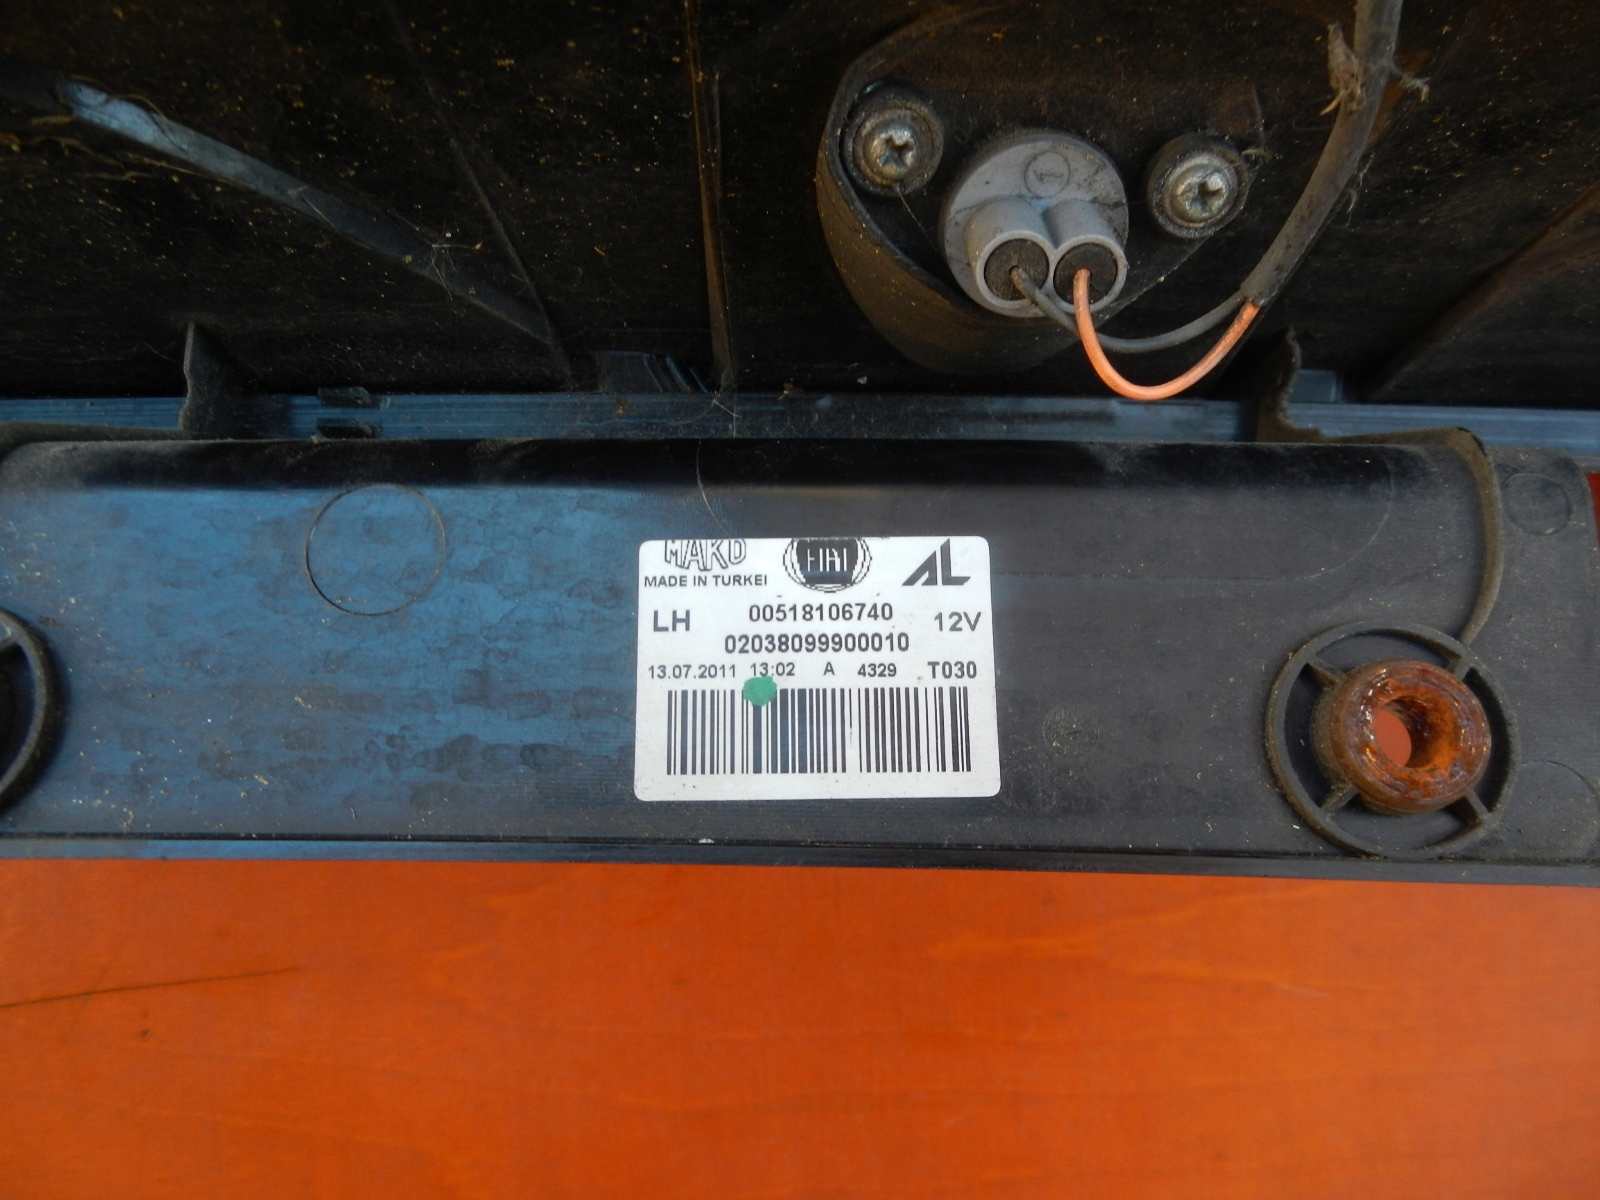 MAKO FIAT AL
MADE IN TURKEI
LH 00518106740 12V
02038099900010
13.07.2011 13:02 A 4329 T030